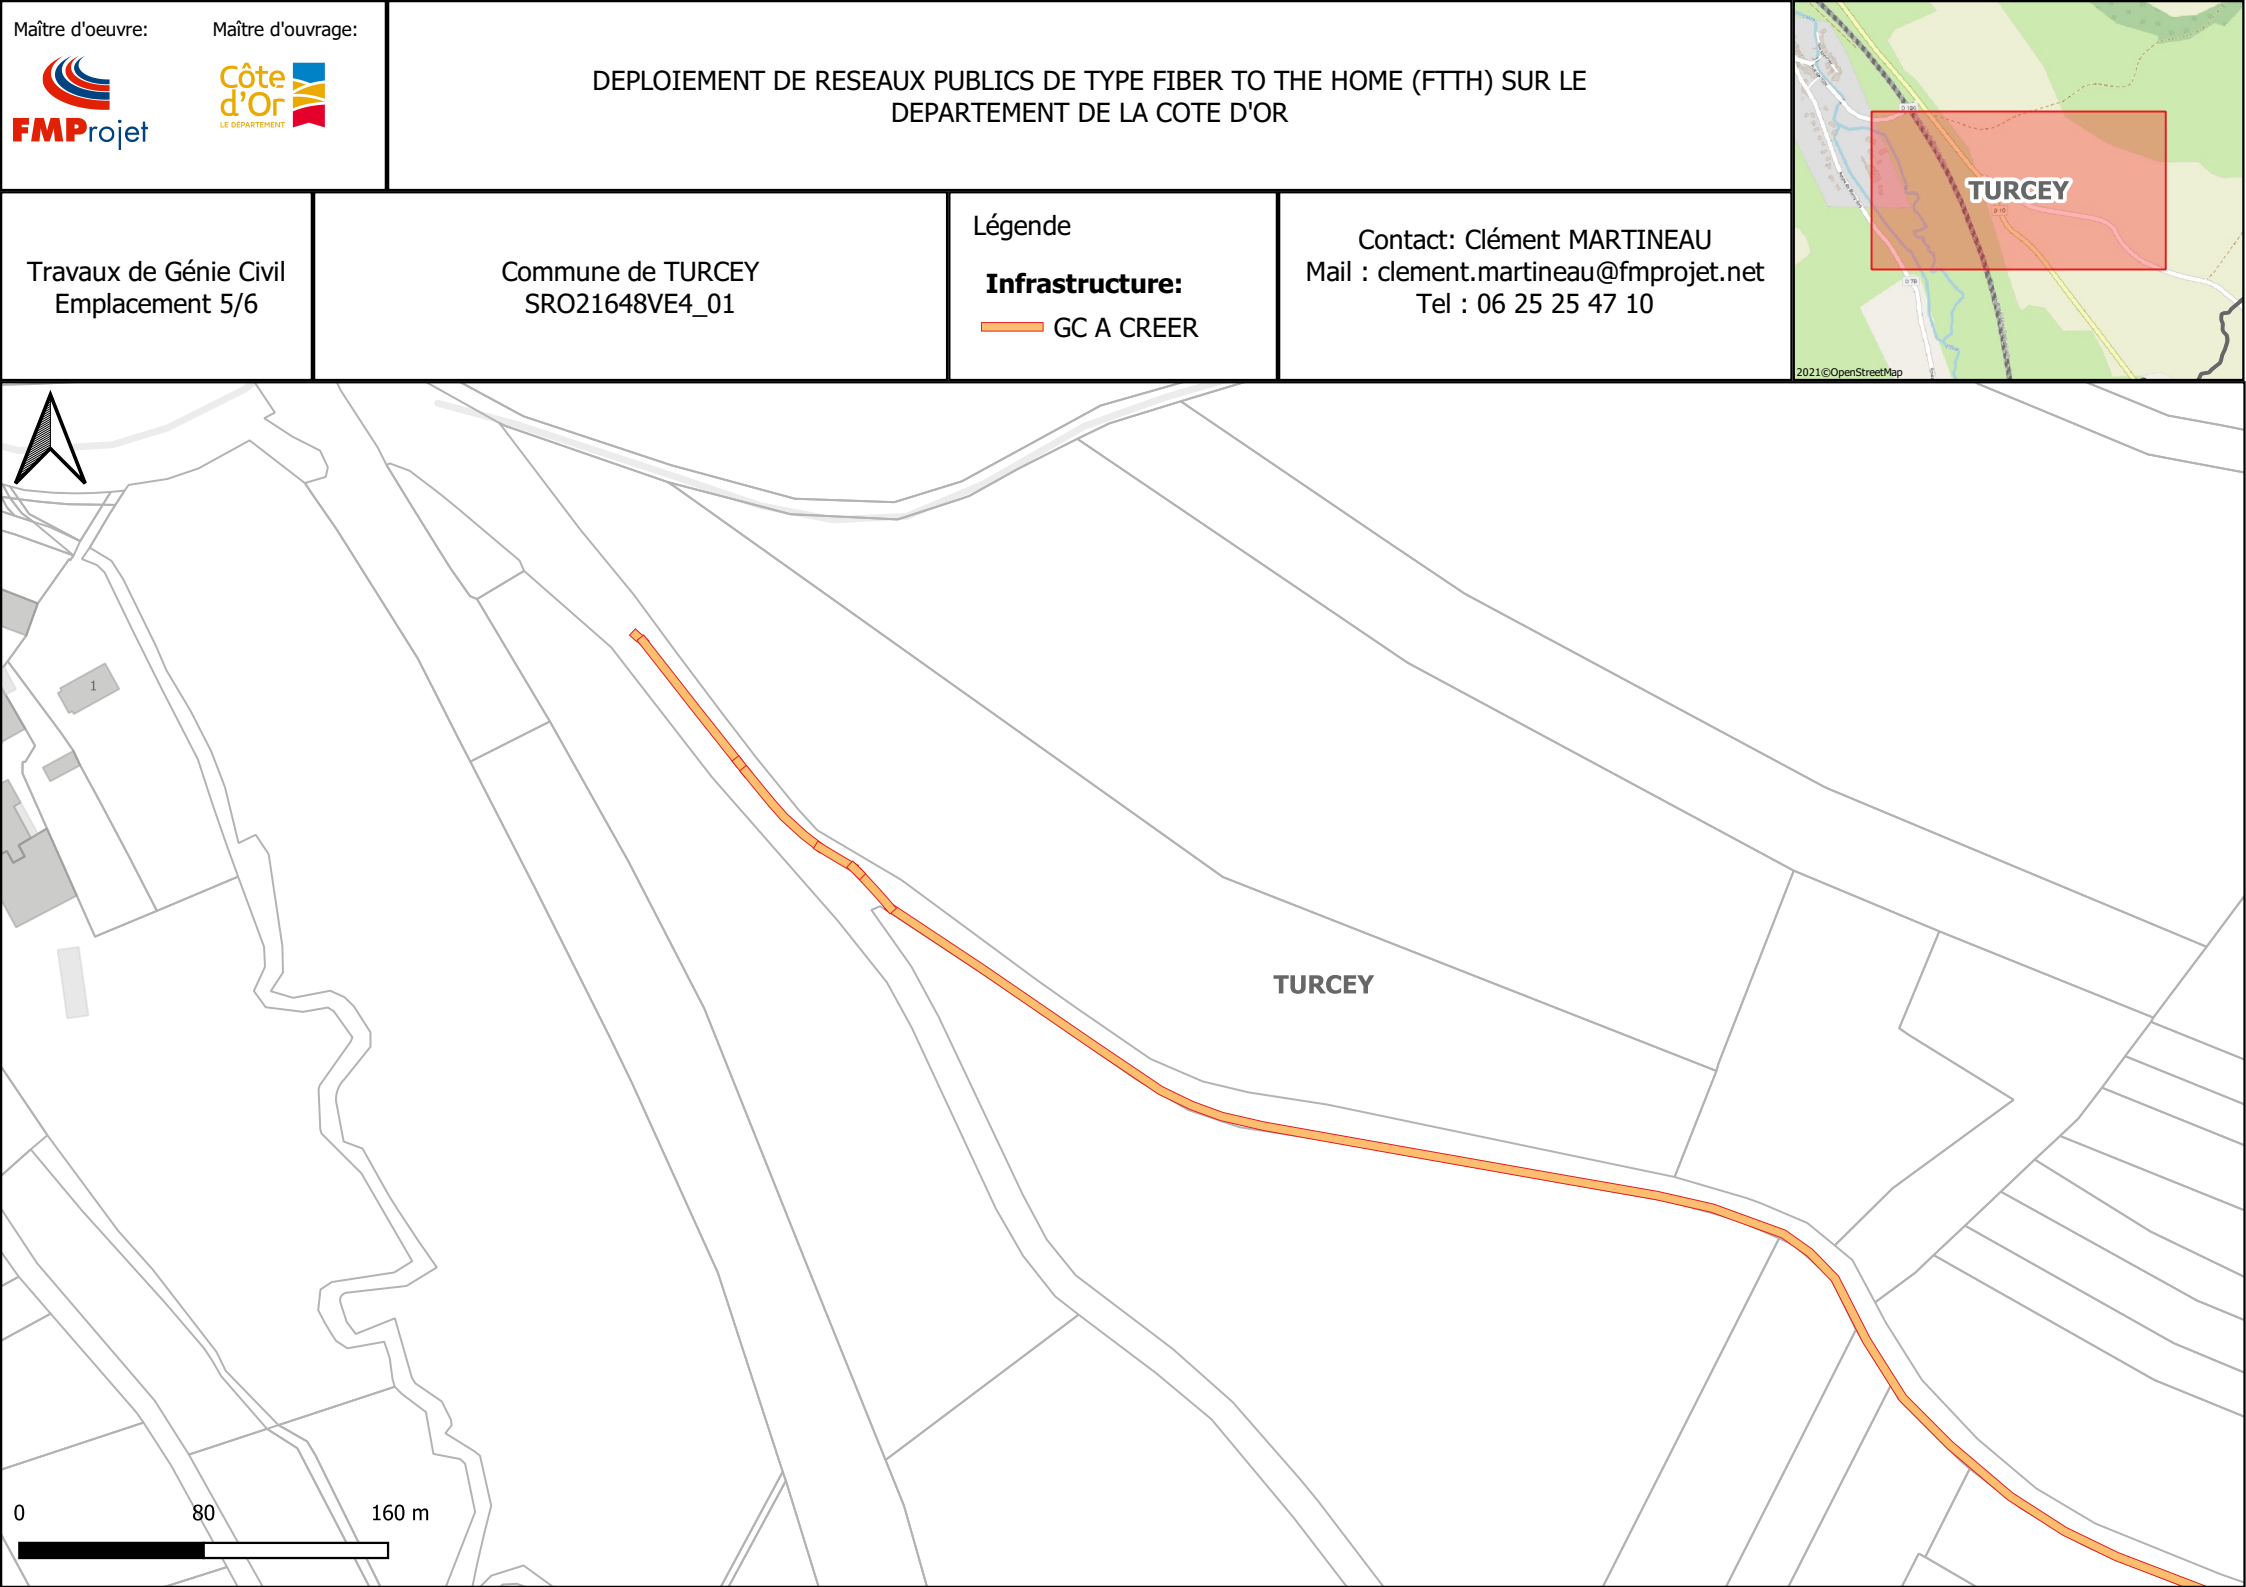 Maître d'oeuvre:
Maître d'ouvrage:
FMProjet
Côte
d'Or
LE DÉPARTEMENT
DEPLOIEMENT DE RESEAUX PUBLICS DE TYPE FIBER TO THE HOME (FTTH) SUR LE
DEPARTEMENT DE LA COTE D'OR
Travaux de Génie Civil
Emplacement 5/6
Commune de TURCEY
SRO21648VE4_01
Légende
Infrastructure:
GC A CREER
Contact: Clément MARTINEAU
Mail : clement.martineau@fmprojet.net
Tel : 06 25 25 47 10
TURCEY
D 10
D 7B
2021©OpenStreetMap
1
TURCEY
0
80
160 m